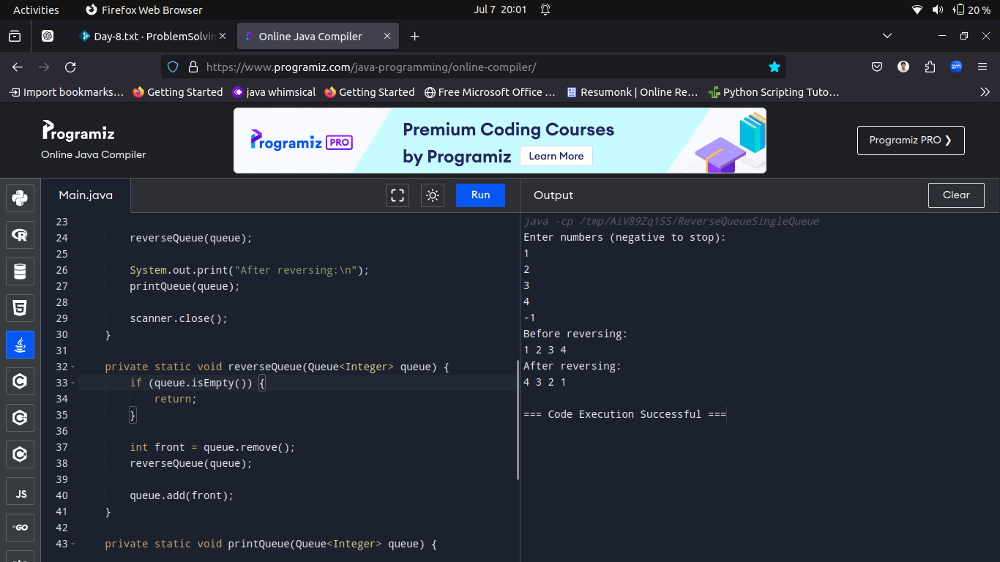 Activities Firefox Web Browser Jul 7 20:01 20 %
Day-8.txt · ProblemSolvin Online Java Compiler
https://www.programiz.com/java-programming/online-compiler/
Import bookmarks... Getting Started java whimsical Getting Started Free Microsoft Office ... Resumonk | Online Re... Python Scripting Tuto...
Programiz
Online Java Compiler
Programiz PRO
Premium Coding Courses
by Programiz Learn More
Programiz PRO ❯
Main.java Run Output Clear
23
24 reverseQueue(queue);
25
26 System.out.print("After reversing:\n");
27 printQueue(queue);
28
29 scanner.close();
30 }
31
32 private static void reverseQueue(Queue<Integer> queue) {
33 if (queue.isEmpty()) {
34 return;
35 }
36
37 int front = queue.remove();
38 reverseQueue(queue);
39
40 queue.add(front);
41 }
42
43 private static void printQueue(Queue<Integer> queue) {
java -cp /tmp/AiV89Zq1SS/ReverseQueueSingleQueue
Enter numbers (negative to stop):
1
2
3
4
-1
Before reversing:
1 2 3 4
After reversing:
4 3 2 1
=== Code Execution Successful ===
R
5
C
C
C
JS
GO
zm